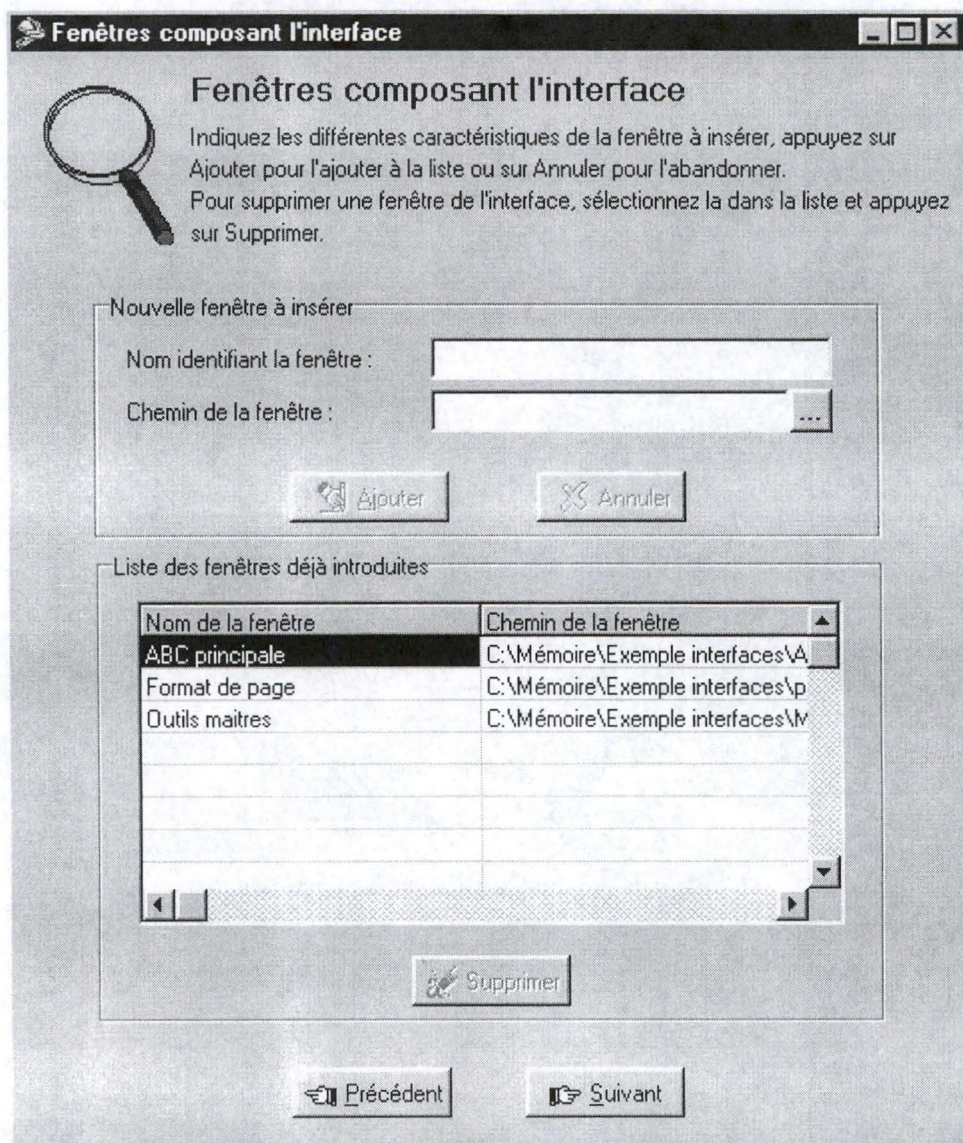 Fenêtres composant l'interface
Fenêtres composant l'interface
Indiquez les différentes caractéristiques de la fenêtre à insérer, appuyez sur
Ajouter pour l'ajouter à la liste ou sur Annuler pour l'abandonner.
Pour supprimer une fenêtre de l'interface, sélectionnez la dans la liste et appuyez
sur Supprimer.
Nouvelle fenêtre à insérer
Nom identifiant la fenêtre :
Chemin de la fenêtre :
...
Ajouter Annuler
Liste des fenêtres déjà introduites
Nom de la fenêtre Chemin de la fenêtre
ABC principale C:\Mémoire\Exemple interfaces\A
Format de page C:\Mémoire\Exemple interfaces\p
Outils maitres C:\Mémoire\Exemple interfaces\M
Supprimer
Précédent Suivant